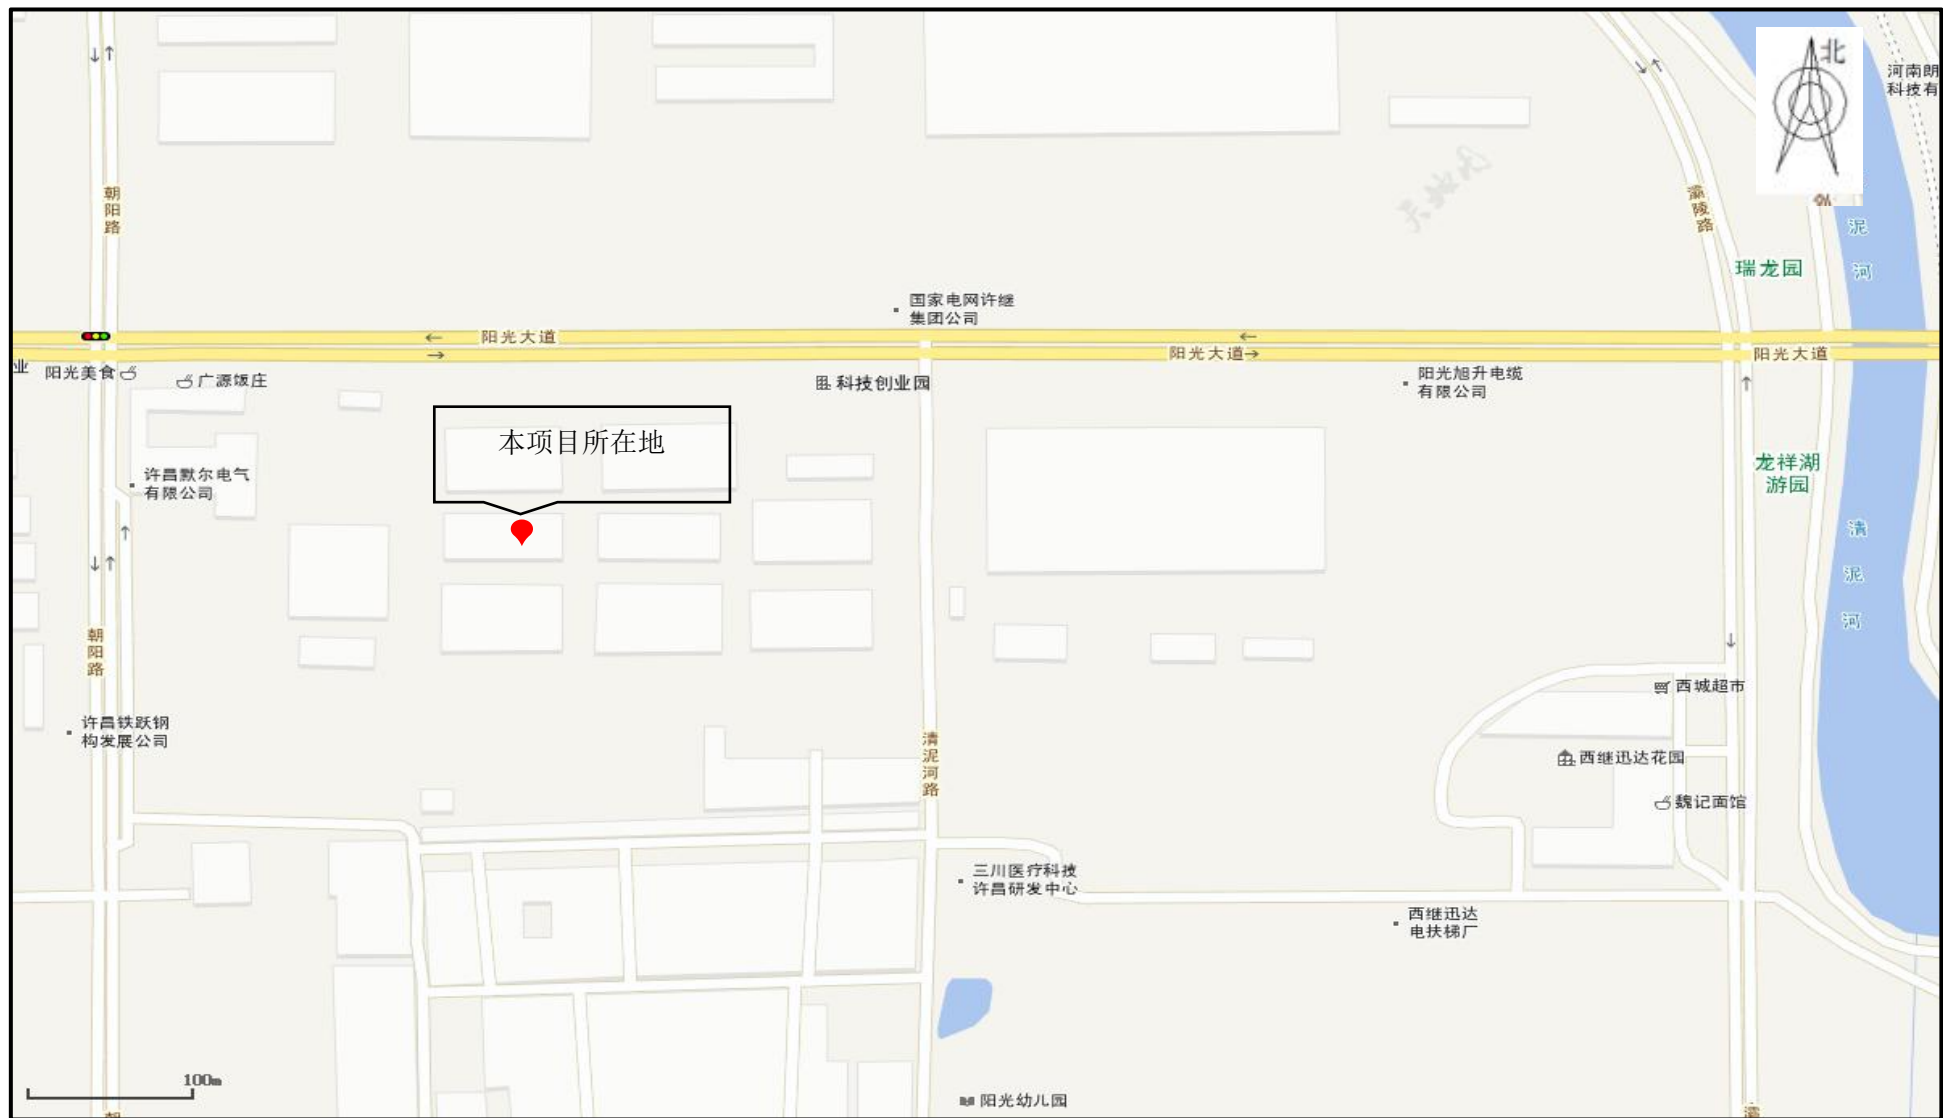 北
河南朗
科技有
朝
阳
路
灞
陵
路
泥
河
瑞龙园
国家电网许继
集团公司
阳光大道
阳光大道
阳光大道
业
阳光美食
广源饭庄
科技创业园
阳光旭升电缆
有限公司
本项目所在地
许昌默尔电气
有限公司
龙祥湖
游园
清
泥
河
朝
阳
路
西城超市
许昌铁跃钢
构发展公司
清
泥
河
路
西继迅达花园
魏记面馆
三川医疗科技
许昌研发中心
西继迅达
电扶梯厂
100m
阳光幼儿园